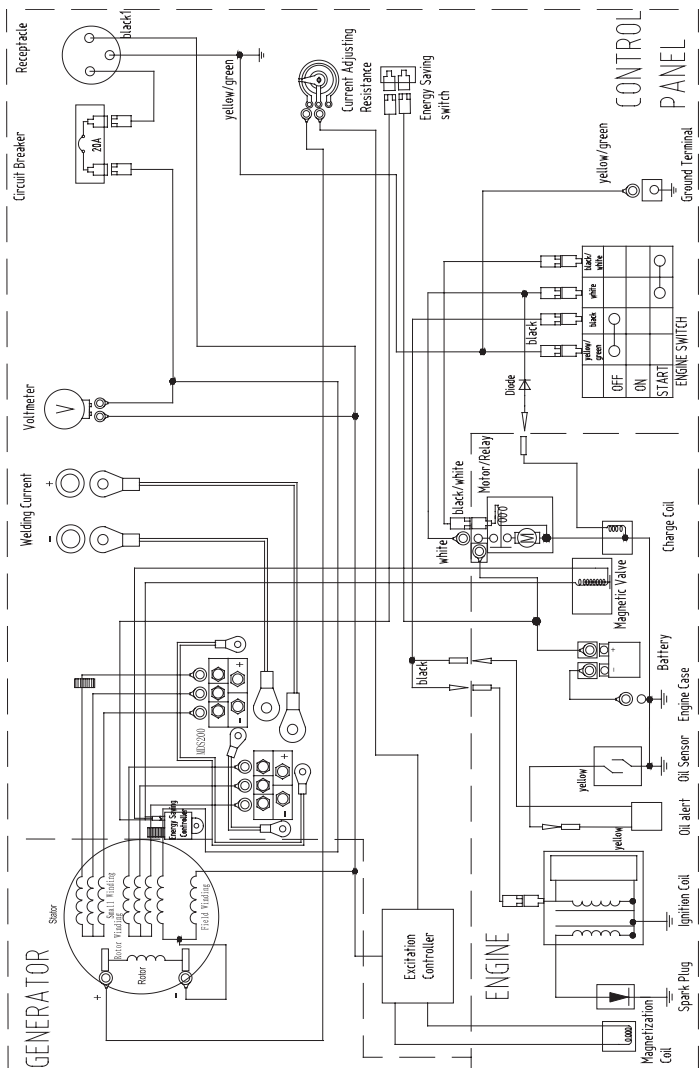 Receptacle
black1
Circuit Breaker
20A
yellow/green
Current Adjusting
Resistance
Energy Saving
switch
CONTROL
PANEL
yellow/green
Ground Terminal
Voltmeter
V
Welding Current
+
-
black
black/white
white
black
yellow/green
OFF
ON
START
ENGINE SWITCH
Diode
Motor/Relay
black/white
white
M
Charge Coil
Magnetic Valve
MDS200
+
-
+
-
black
+
-
Battery
Engine Case
Energy Saving
Controller
yellow
Oil Sensor
yellow
Oil alert
GENERATOR
Stator
Small Winding
Rotor Winding
Field Winding
Rotor
+
-
Excitation
Controller
ENGINE
Ignition Coil
Spark Plug
Magnetization
Coil